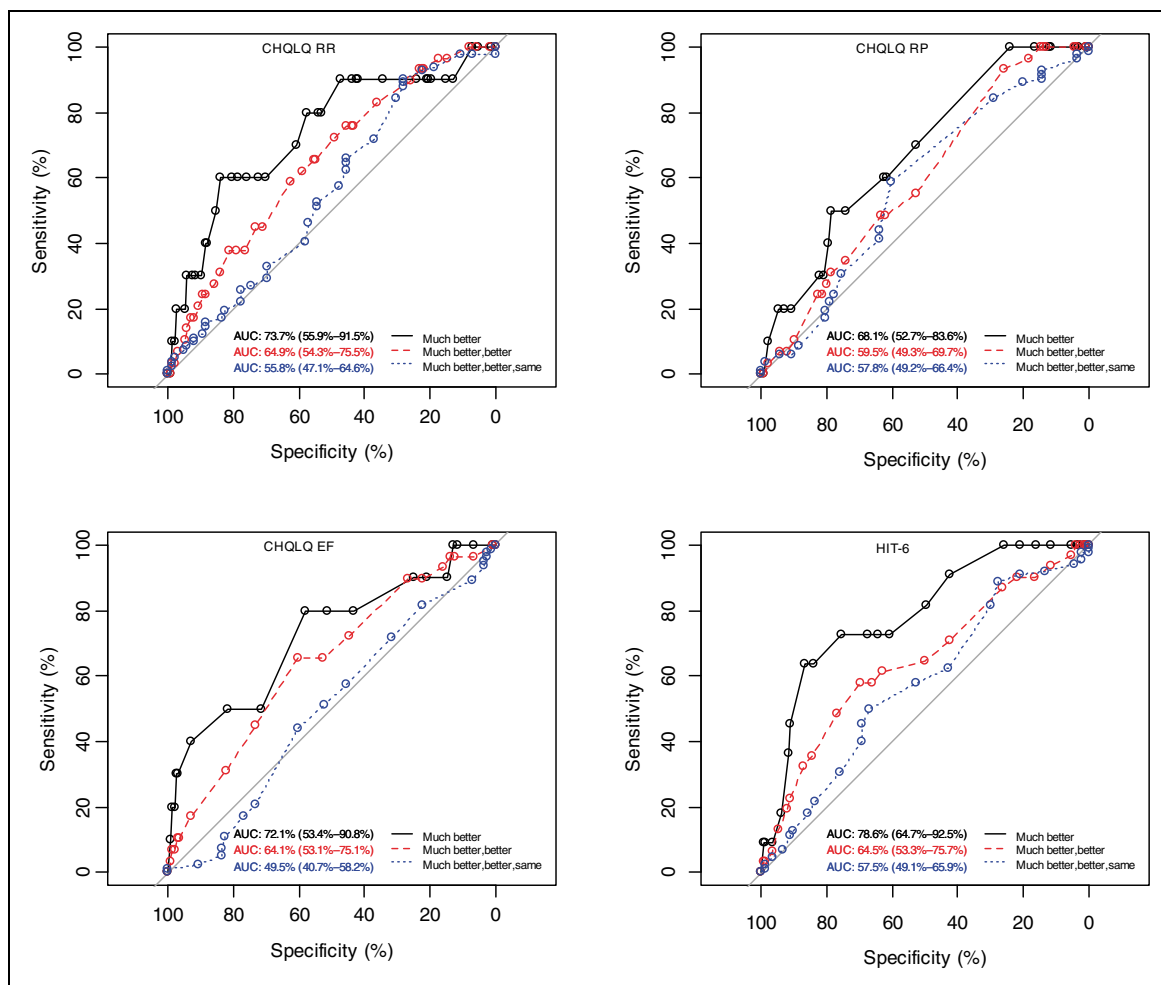 CHQLQ RR
Sensitivity (%)
100
80
60
40
20
0
AUC: 73.7% (55.9%–91.5%) Much better
AUC: 64.9% (54.3%–75.5%) Much better,better
AUC: 55.8% (47.1%–64.6%) Much better,better,same
100 80 60 40 20 0
Specificity (%)
CHQLQ RP
Sensitivity (%)
100
80
60
40
20
0
AUC: 68.1% (52.7%–83.6%) Much better
AUC: 59.5% (49.3%–69.7%) Much better,better
AUC: 57.8% (49.2%–66.4%) Much better,better,same
100 80 60 40 20 0
Specificity (%)
CHQLQ EF
Sensitivity (%)
100
80
60
40
20
0
AUC: 72.1% (53.4%–90.8%) Much better
AUC: 64.1% (53.1%–75.1%) Much better,better
AUC: 49.5% (40.7%–58.2%) Much better,better,same
100 80 60 40 20 0
Specificity (%)
HIT-6
Sensitivity (%)
100
80
60
40
20
0
AUC: 78.6% (64.7%–92.5%) Much better
AUC: 64.5% (53.3%–75.7%) Much better,better
AUC: 57.5% (49.1%–65.9%) Much better,better,same
100 80 60 40 20 0
Specificity (%)